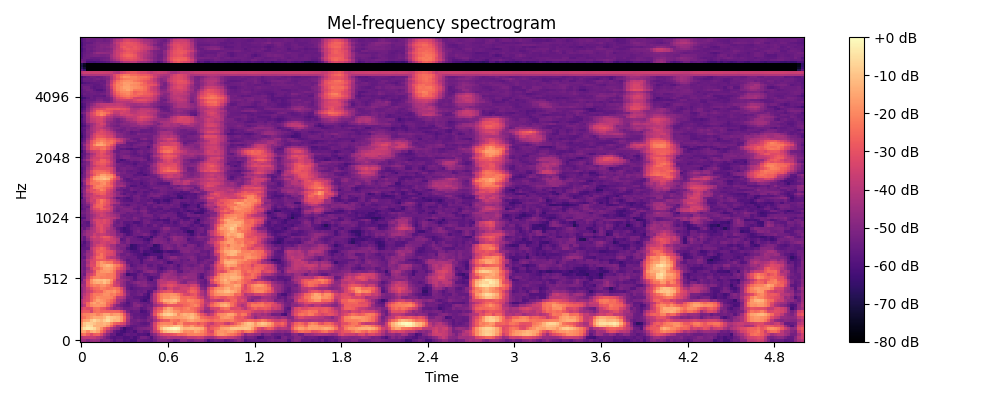 Mel-frequency spectrogram
+0 dB
-10 dB
-20 dB
-30 dB
-40 dB
-50 dB
-60 dB
-70 dB
-80 dB
Hz
4096
2048
1024
512
0
0 0.6 1.2 1.8 2.4 3 3.6 4.2 4.8
Time